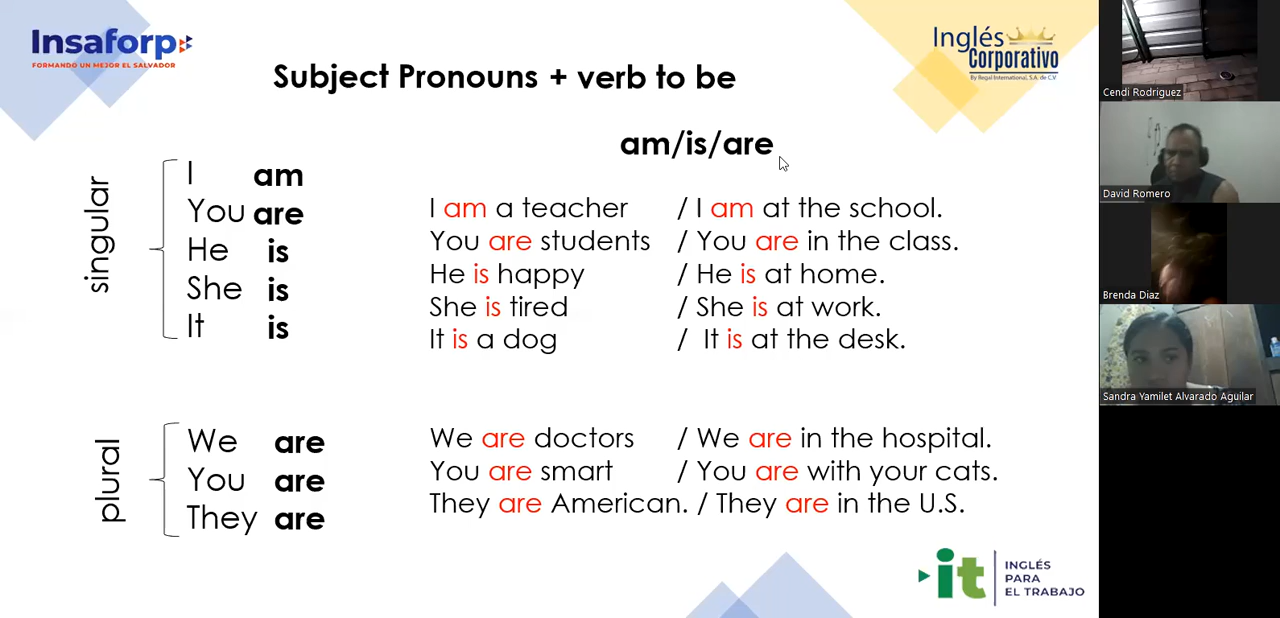 Insaforp
FORMANDO UN MEJOR EL SALVADOR
Inglés
Corporativo
By Regal International, S.A. de C.V
Subject Pronouns + verb to be
am/is/are
singular
I am
You are
He is
She is
It is
I am a teacher / I am at the school.
You are students / You are in the class.
He is happy / He is at home.
She is tired / She is at work.
It is a dog / It is at the desk.
plural
We are
You are
They are
We are doctors / We are in the hospital.
You are smart / You are with your cats.
They are American. / They are in the U.S.
it
INGLÉS
PARA
EL TRABAJO
Cendi Rodriguez
David Romero
Brenda Diaz
Sandra Yamilet Alvarado Aguilar